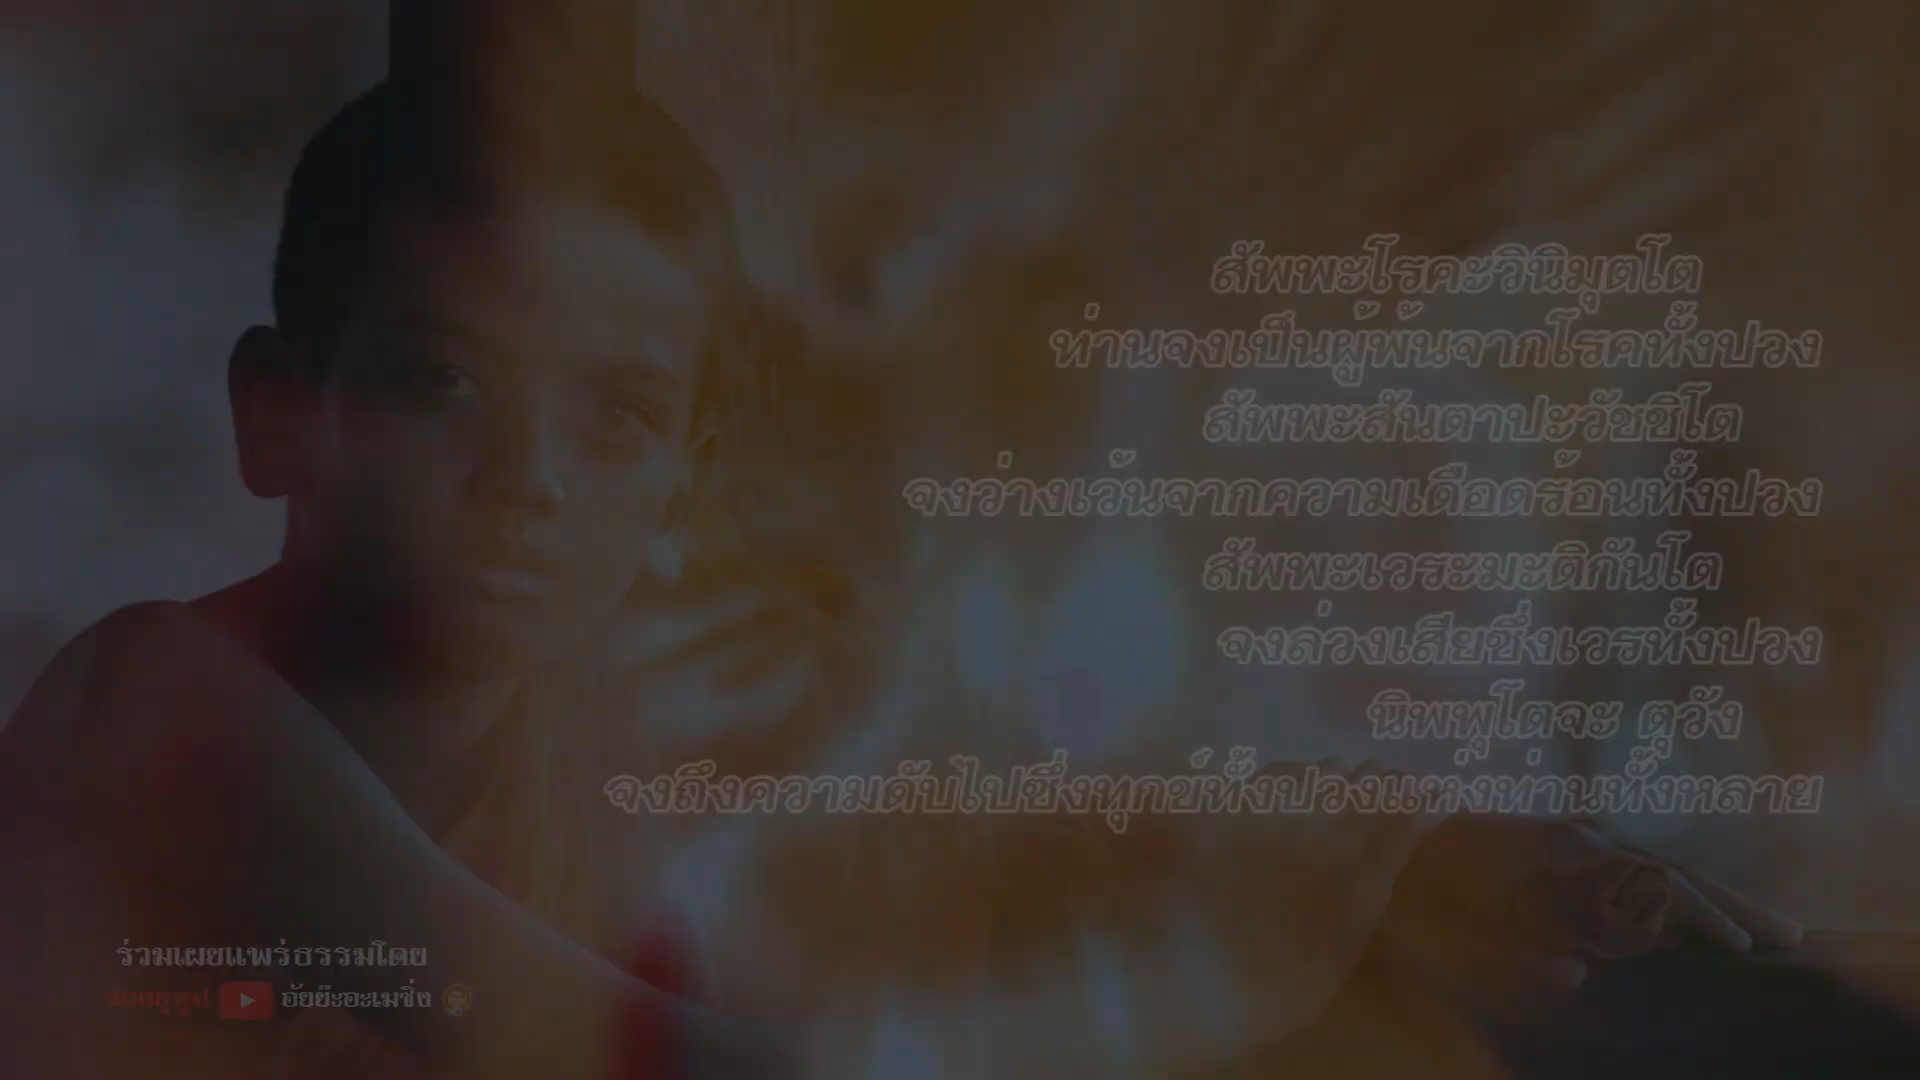 สัพพะโรคะวินิมุตโต
ท่านจงเป็นผู้พ้นจากโรคทั้งปวง
สัพพะสันตาปะวัชชิโต
จงว่างเว้นจากความเดือดร้อนทั้งปวง
สัพพะเวระมะติกันโต
จงล่วงเสียซึ่งเวรทั้งปวง
นิพพุโตจะ ตุวัง
จงถึงความดับไปซึ่งทุกข์ทั้งปวงแห่งท่านทั้งหลาย
ร่วมเผยแพร่ธรรมโดย
อัยย๊ะอะเมซิ่ง